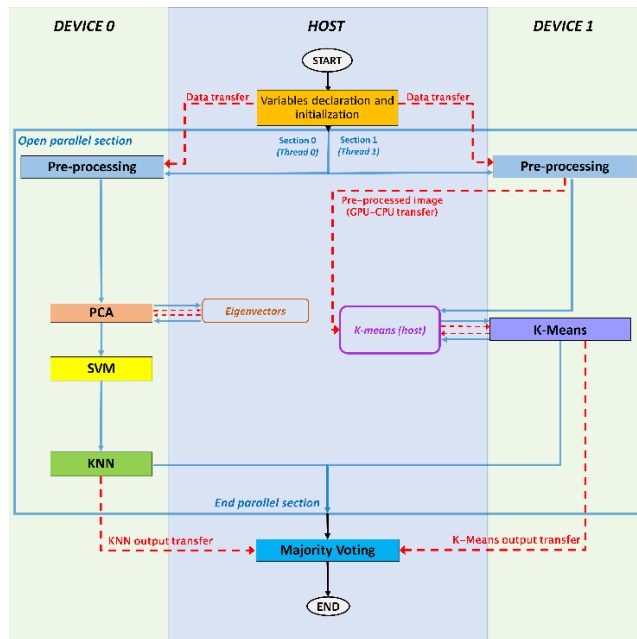 DEVICE 0
HOST
DEVICE 1
START
Data transfer
Variables declaration and
initialization
Data transfer
Open parallel section
Section 0
(Thread 0)
Section 1
(Thread 1)
Pre-processing
Pre-processing
Pre-processed image
(GPU-CPU transfer)
PCA
Eigenvectors
K-means (host)
K-Means
SVM
KNN
End parallel section
KNN output transfer
Majority Voting
K-Means output transfer
END